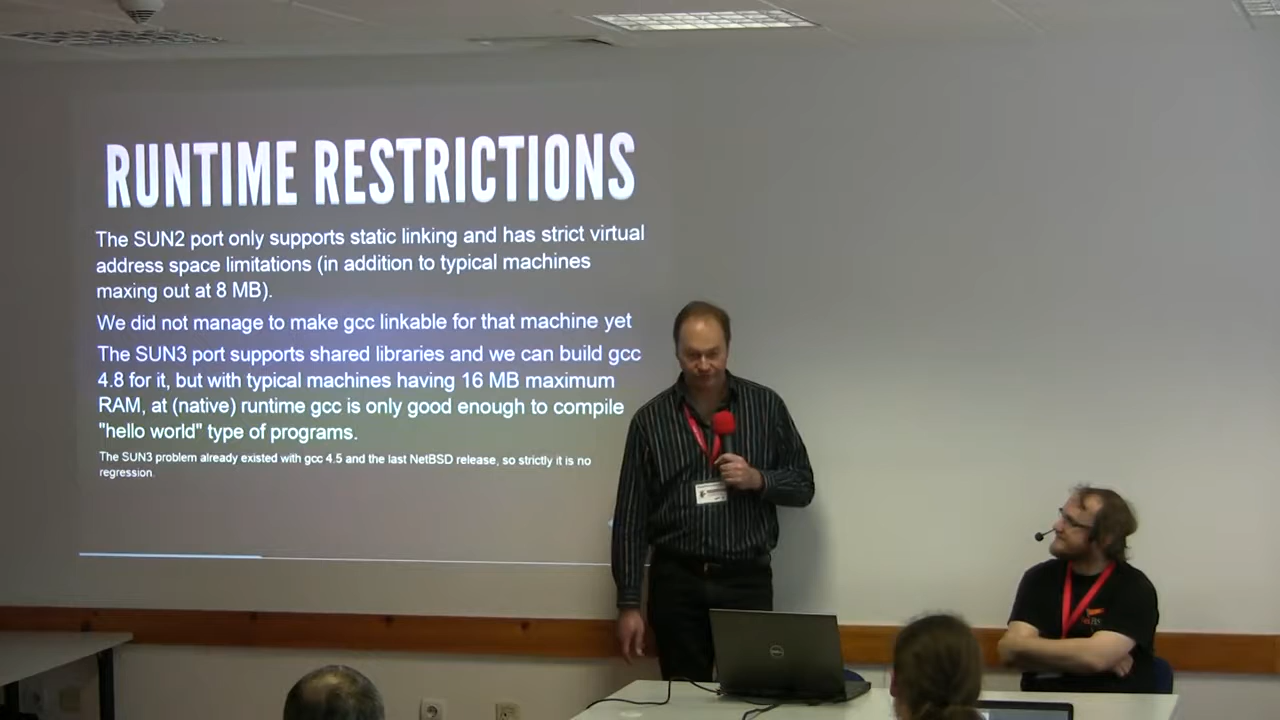 RUNTIME RESTRICTIONS
The SUN2 port only supports static linking and has strict virtual
address space limitations (in addition to typical machines
maxing out at 8 MB).
We did not manage to make gcc linkable for that machine yet
The SUN3 port supports shared libraries and we can build gcc
4.8 for it, but with typical machines having 16 MB maximum
RAM, at (native) runtime gcc is only good enough to compile
"hello world" type of programs.
The SUN3 problem already existed with gcc 4.5 and the last NetBSD release, so strictly it is no
regression.
DELL